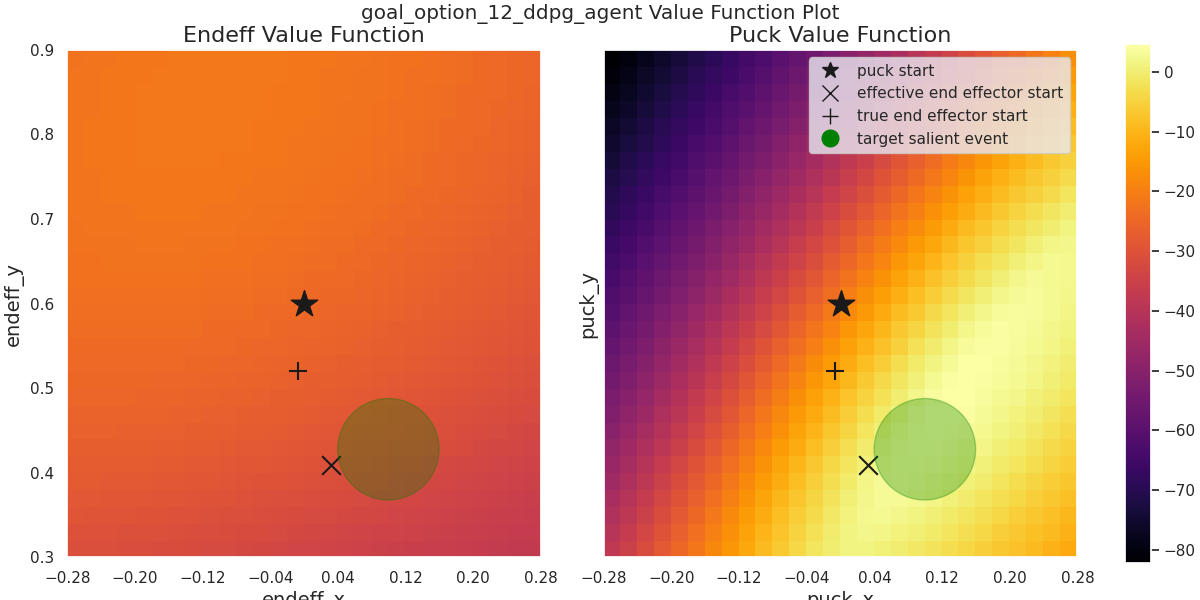 goal_option_12_ddpg_agent Value Function Plot
Endeff Value Function
Puck Value Function
0.9
0.8
0.7
0.6
0.5
0.4
0.3
endeff_y
−0.28 −0.20 −0.12 −0.04 0.04 0.12 0.20 0.28
endeff_x
puck_y
puck start
effective end effector start
true end effector start
target salient event
−0.28 −0.20 −0.12 −0.04 0.04 0.12 0.20 0.28
puck_x
0
−10
−20
−30
−40
−50
−60
−70
−80